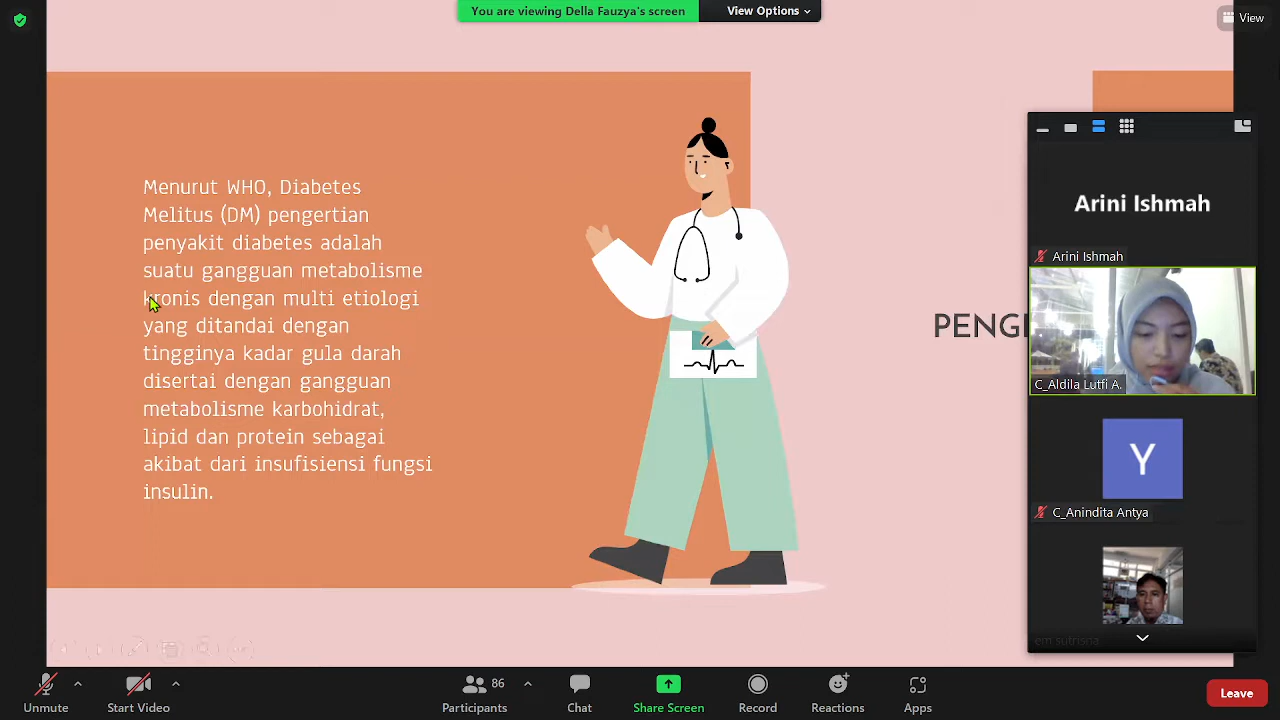 You are viewing Della Fauzya's screen
View Options
View
Menurut WHO, Diabetes
Melitus (DM) pengertian
penyakit diabetes adalah
suatu gangguan metabolisme
kronis dengan multi etiologi
yang ditandai dengan
tingginya kadar gula darah
disertai dengan gangguan
metabolisme karbohidrat,
lipid dan protein sebagai
akibat dari insufisiensi fungsi
insulin.
PENG
Arini Ishmah
Arini Ishmah
C_Aldila Lutfi A.
Y
C_Anindita Antya
em sutrisna
Unmute
Start Video
86
Participants
Chat
Share Screen
Record
Reactions
Apps
Leave